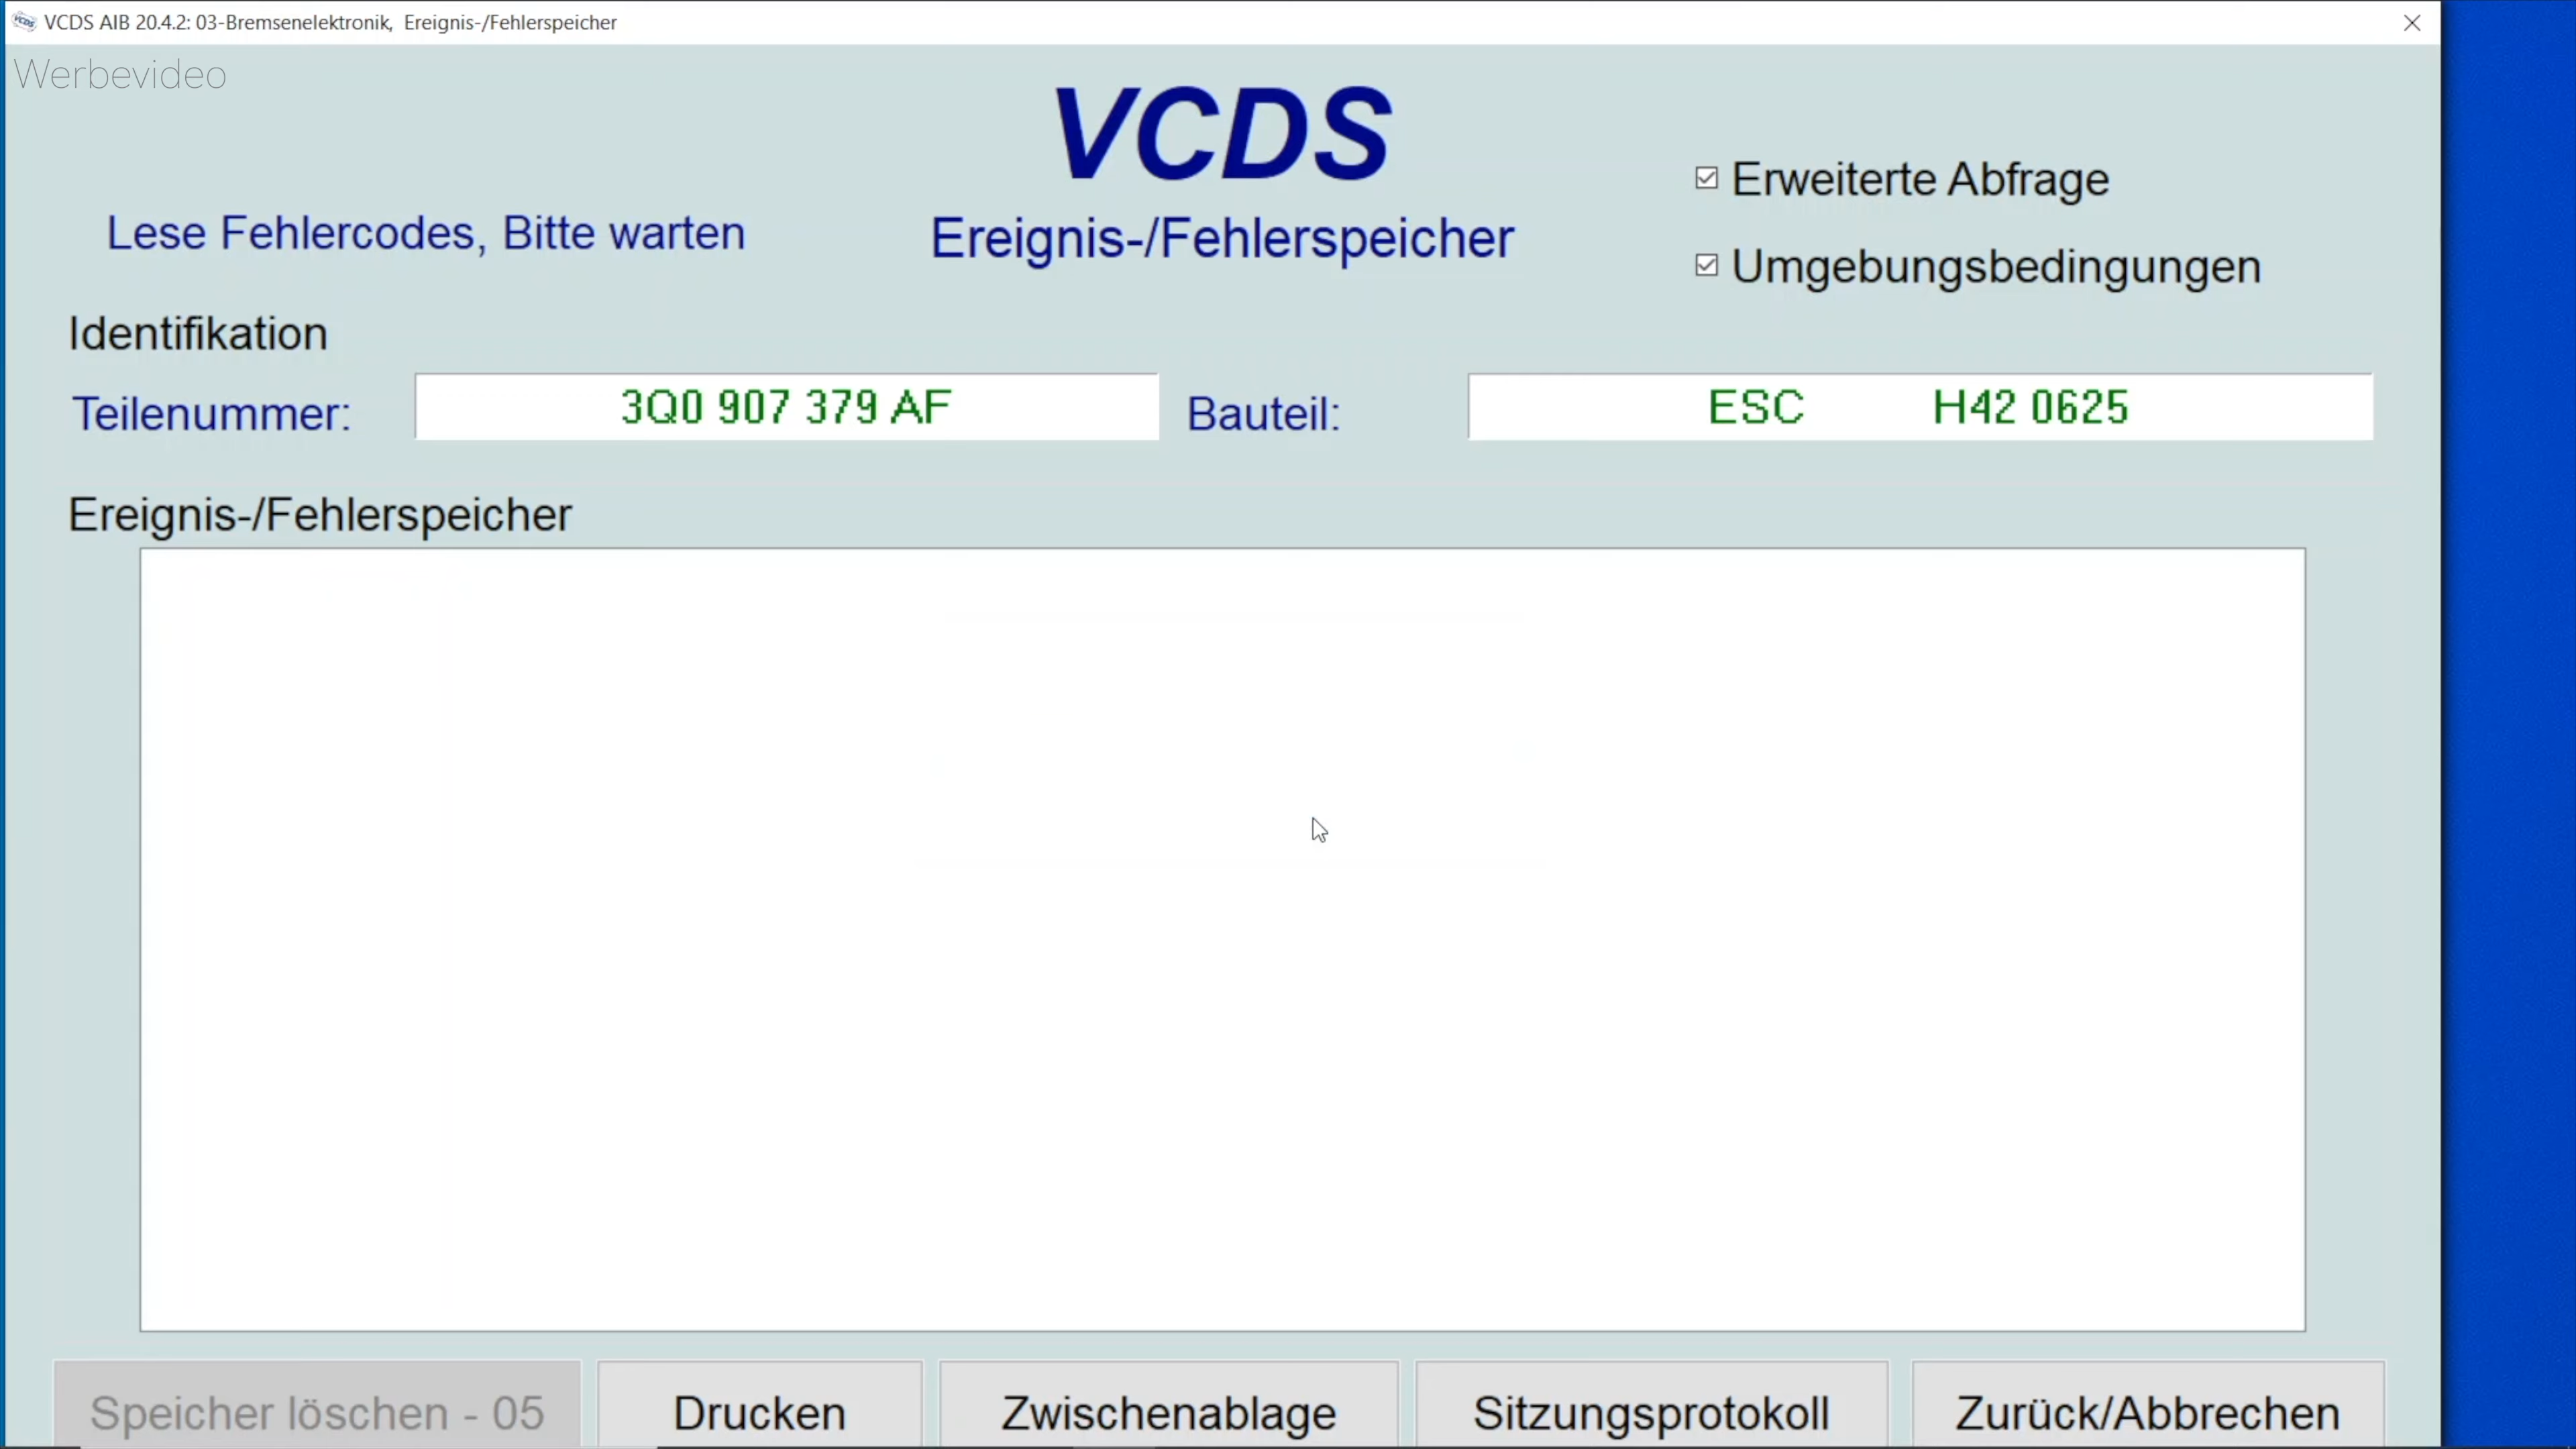 VCDS AIB 20.4.2: 03-Bremsenelektronik, Ereignis-/Fehlerspeicher
Werbevideo
VCDS
Lese Fehlercodes, Bitte warten
Ereignis-/Fehlerspeicher
Erweiterte Abfrage
Umgebungsbedingungen
Identifikation
Teilenummer: 3Q0 907 379 AF Bauteil: ESC H42 0625
Ereignis-/Fehlerspeicher
Speicher löschen - 05 Drucken Zwischenablage Sitzungsprotokoll Zurück/Abbrechen